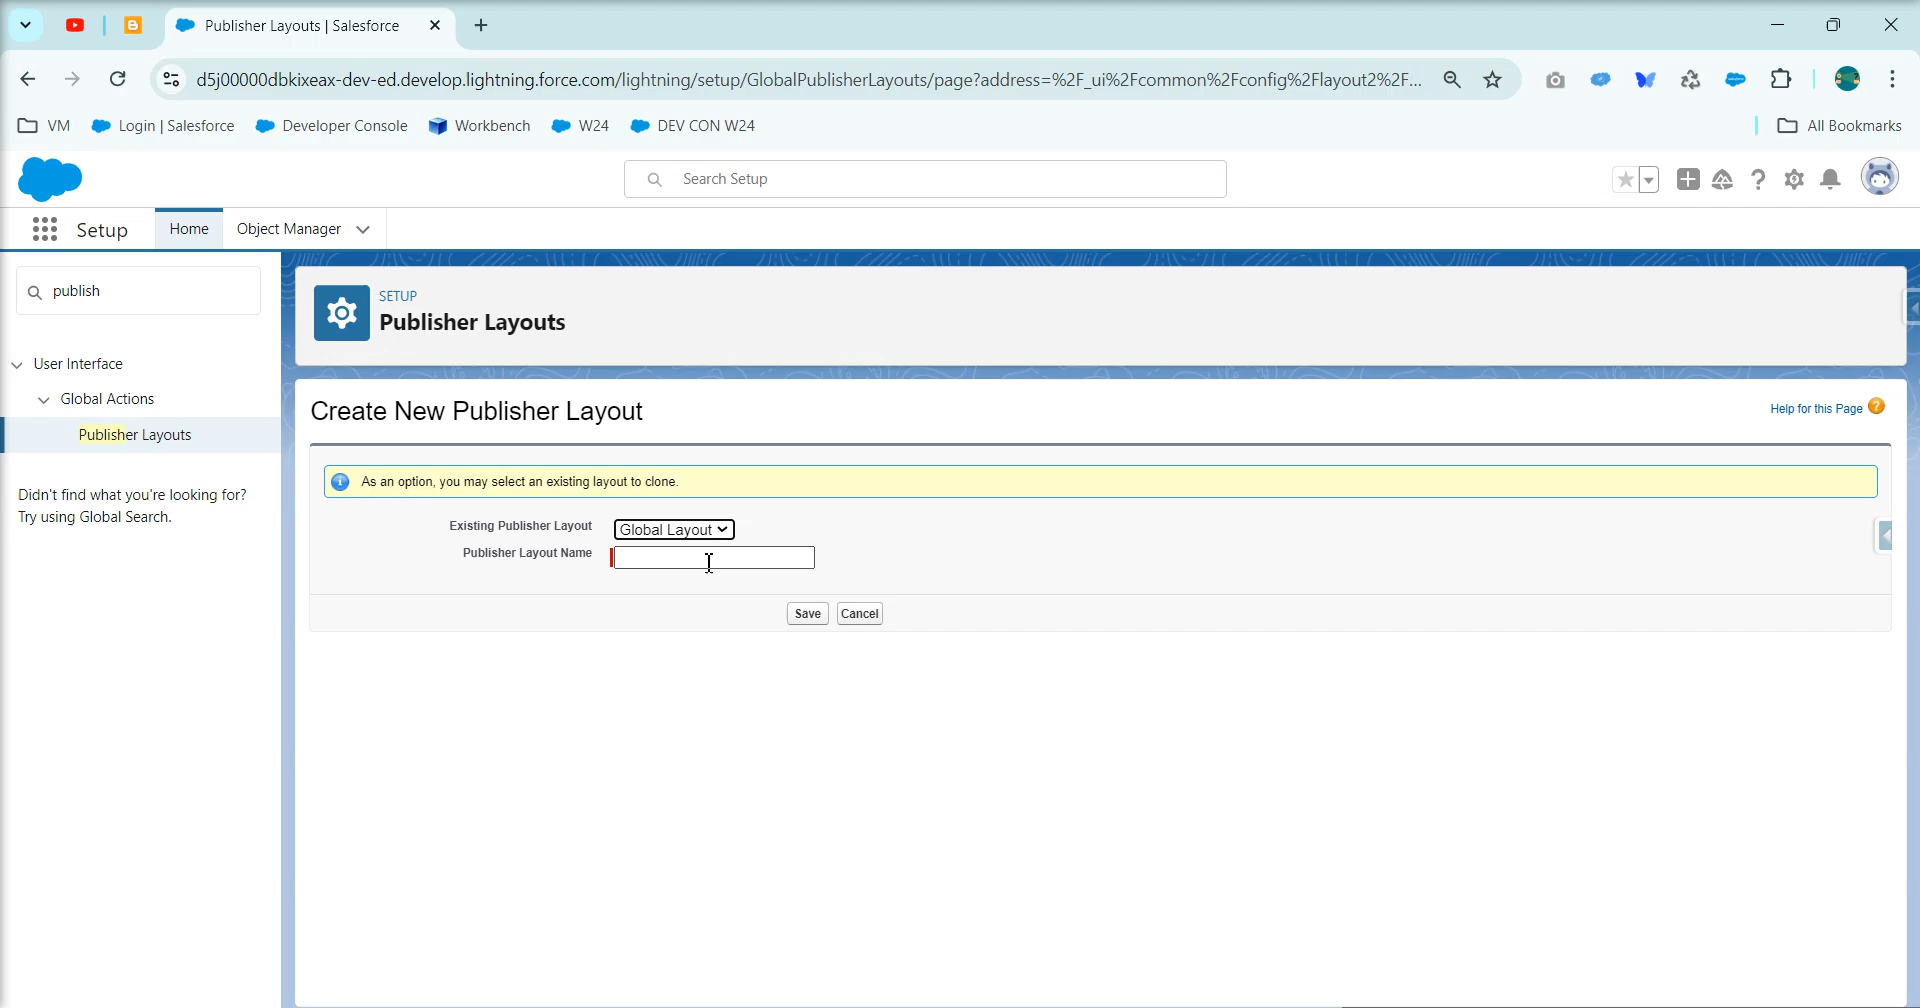 Publisher Layouts | Salesforce
d5j00000dbkixeax-dev-ed.develop.lightning.force.com/lightning/setup/GlobalPublisherLayouts/page?address=%2F_ui%2Fcommon%2Fconfig%2Flayout2%2F...
VM
Login | Salesforce
Developer Console
Workbench
W24
DEV CON W24
All Bookmarks
Search Setup
Setup
Home
Object Manager
publish
User Interface
Global Actions
Publisher Layouts
Didn't find what you're looking for?
Try using Global Search.
SETUP
Publisher Layouts
Create New Publisher Layout
Help for this Page
As an option, you may select an existing layout to clone.
Existing Publisher Layout
Global Layout
Publisher Layout Name
Save
Cancel